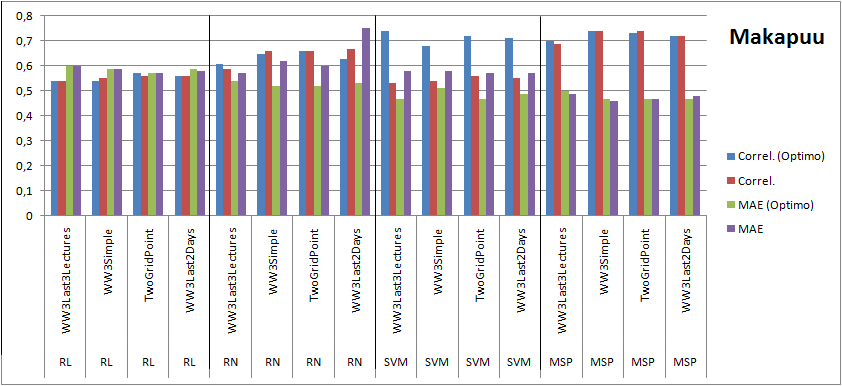 Makapuu
0,8
0,7
0,6
0,5
0,4
0,3
0,2
0,1
0
WW3Last3Lectures
WW3Simple
TwoGridPoint
WW3Last2Days
WW3Last3Lectures
WW3Simple
TwoGridPoint
WW3Last2Days
WW3Last3Lectures
WW3Simple
TwoGridPoint
WW3Last2Days
WW3Last3Lectures
WW3Simple
TwoGridPoint
WW3Last2Days
RL RL RL RL RN RN RN RN SVM SVM SVM SVM MSP MSP MSP MSP
Correl. (Optimo)
Correl.
MAE (Optimo)
MAE